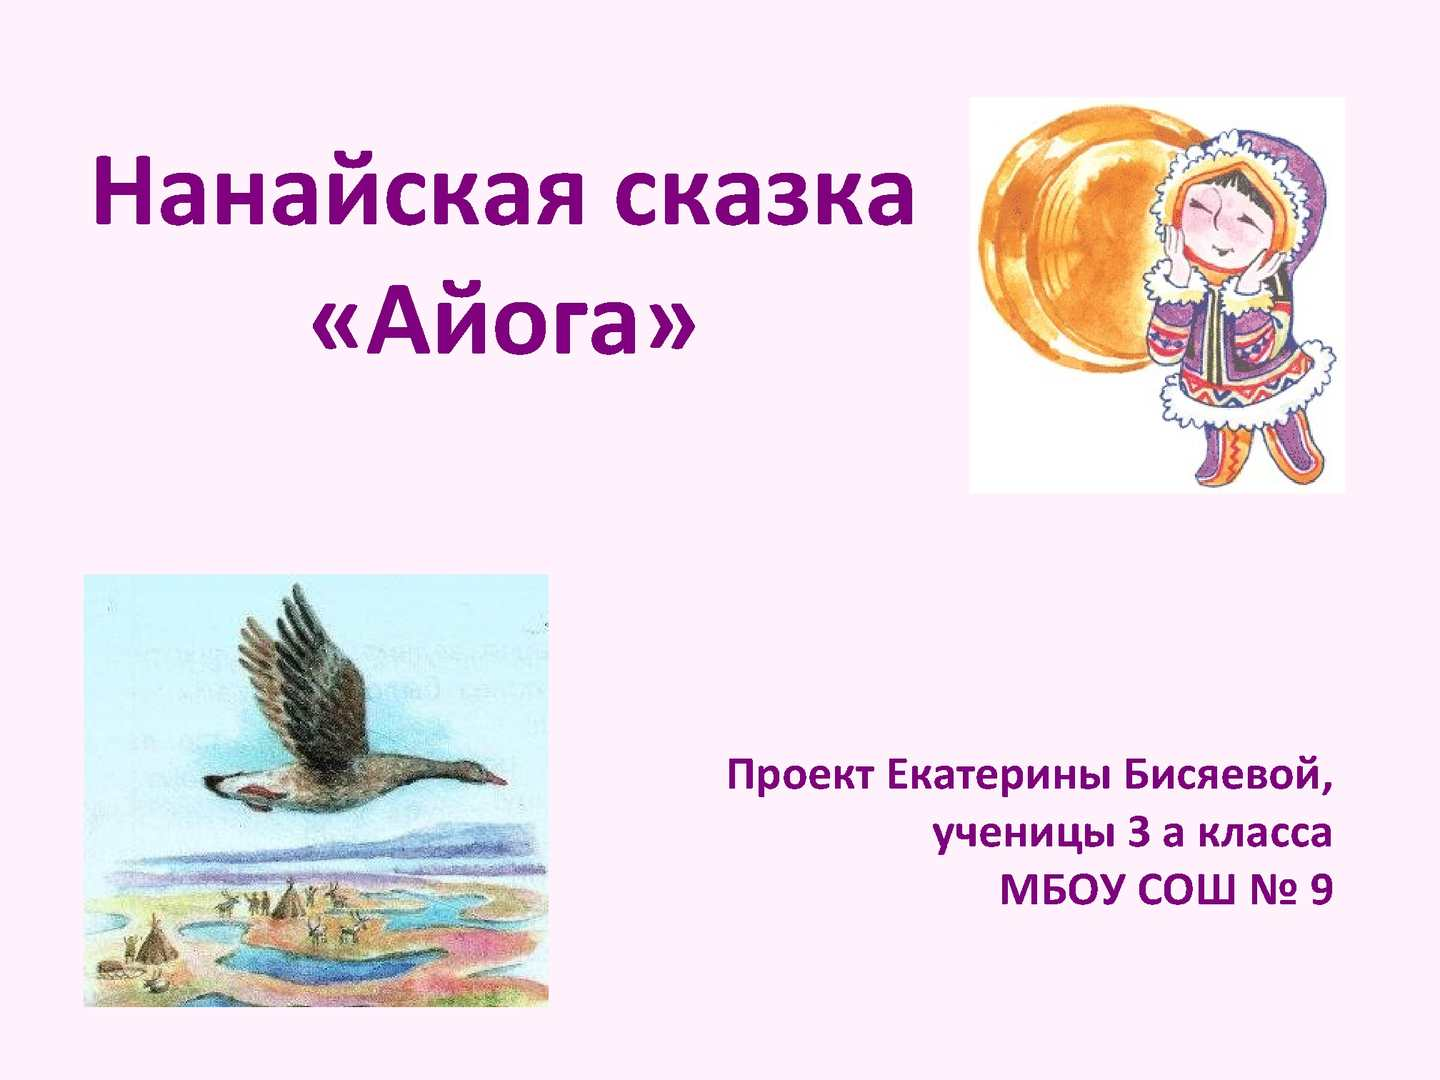 Нанайская сказка
«Айога»
Проект Екатерины Бисяевой,
ученицы 3 а класса
МБОУ СОШ № 9